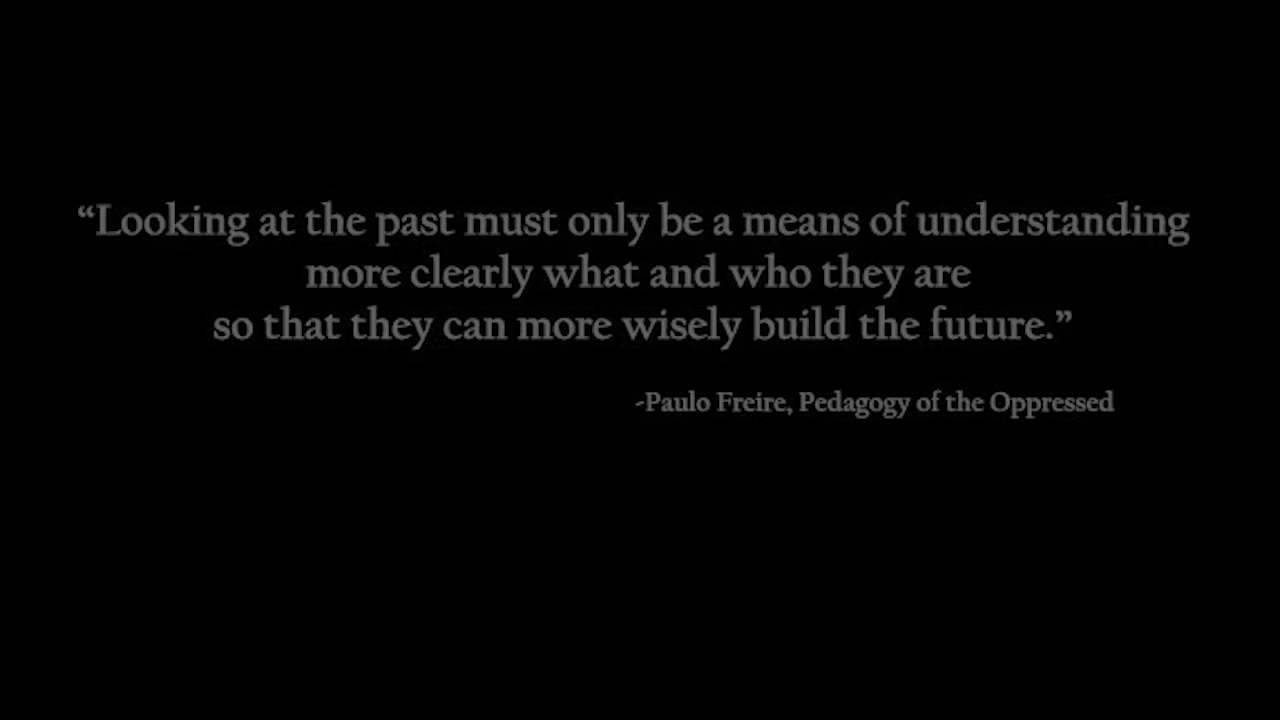 “Looking at the past must only be a means of understanding
more clearly what and who they are
so that they can more wisely build the future.”
-Paulo Freire, Pedagogy of the Oppressed